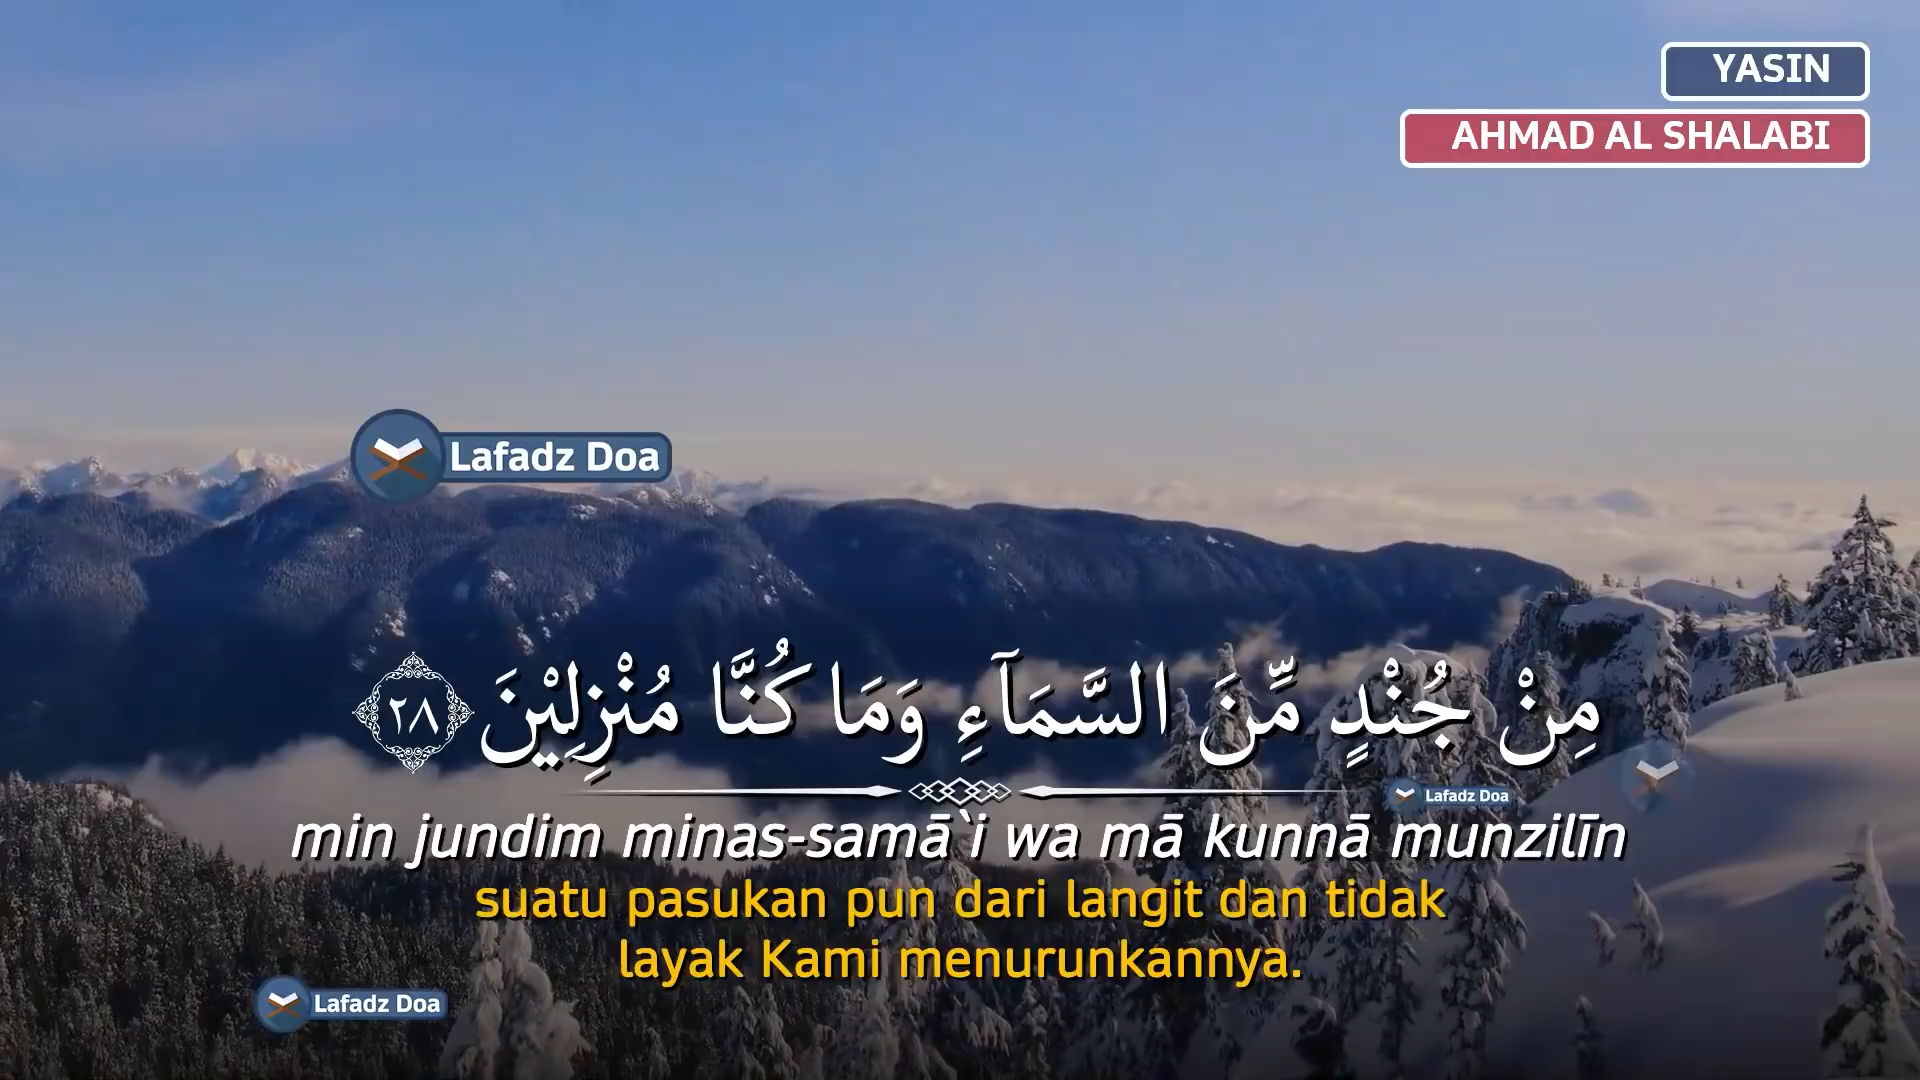 YASIN
AHMAD AL SHALABI
Lafadz Doa
مِنْ جُنْدٍ مِّنَ السَّمَآءِ وَمَا كُنَّا مُنْزِلِيْنَ ٢٨
Lafadz Doa
min jundim minas-samā`i wa mā kunnā munzilīn
suatu pasukan pun dari langit dan tidak
layak Kami menurunkannya.
Lafadz Doa